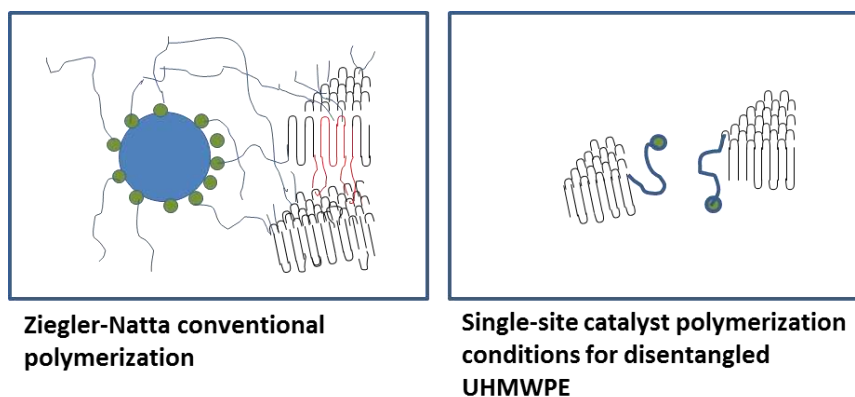 Ziegler-Natta conventional
polymerization
Single-site catalyst polymerization
conditions for disentangled
UHMWPE